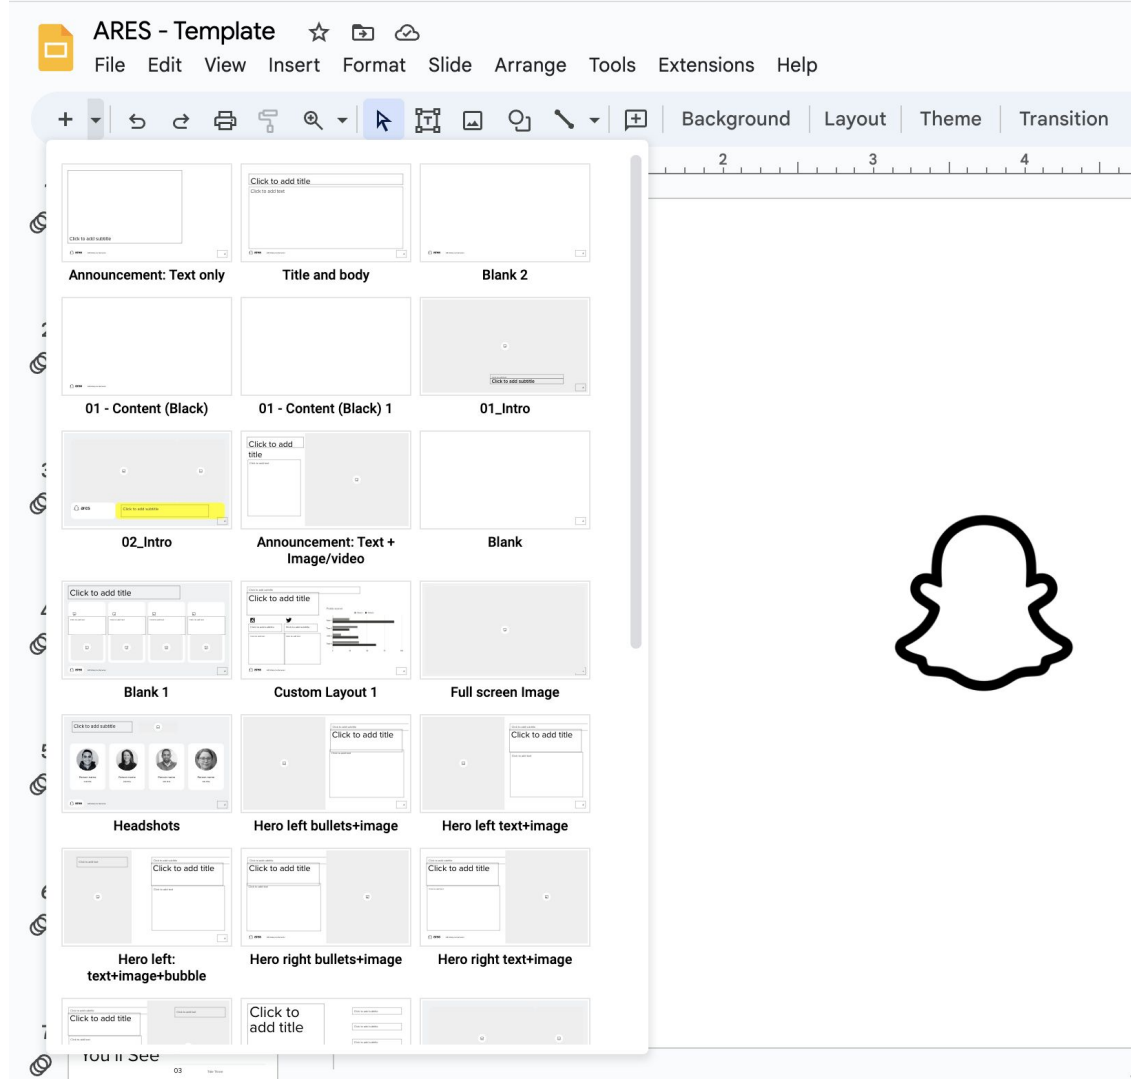 ARES - Template
File Edit View Insert Format Slide Arrange Tools Extensions Help
Background Layout Theme Transition
2 3 4
Click to add subtitle
Click to add title
Click to add text
Announcement: Text only
Title and body
Blank 2
Click to add subtitle
01 - Content (Black)
01 - Content (Black) 1
01_Intro
ares
Click to add subtitle
Click to add
title
02_Intro
Announcement: Text +
Image/video
Blank
Click to add title
Click to add title
Blank 1
Custom Layout 1
Full screen Image
Click to add subtitle
Click to add title
Click to add title
Headshots
Hero left bullets+image
Hero left text+image
Click to add title
Click to add title
Click to add title
Hero left:
text+image+bubble
Hero right bullets+image
Hero right text+image
Click to add title
Click to
add title
You'll See
03